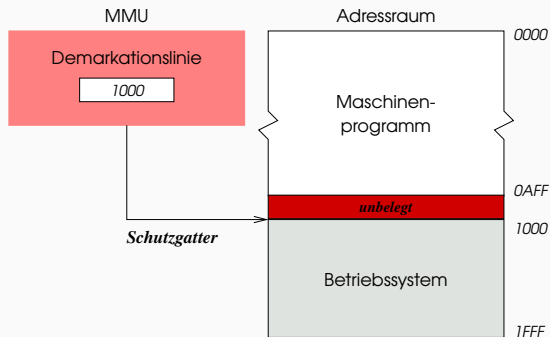 MMU
Adressraum
Demarkationslinie
1000
0000
Maschinen-
programm
0AFF
unbelegt
1000
Schutzgatter
Betriebssystem
1FFF